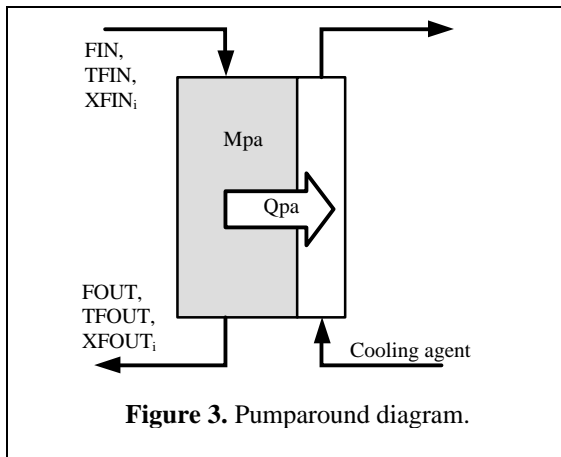 FIN,
TFIN,
XFINᵢ
Mpa
Qpa
FOUT,
TFOUT,
XFOUTᵢ
Cooling agent
Figure 3. Pumparound diagram.